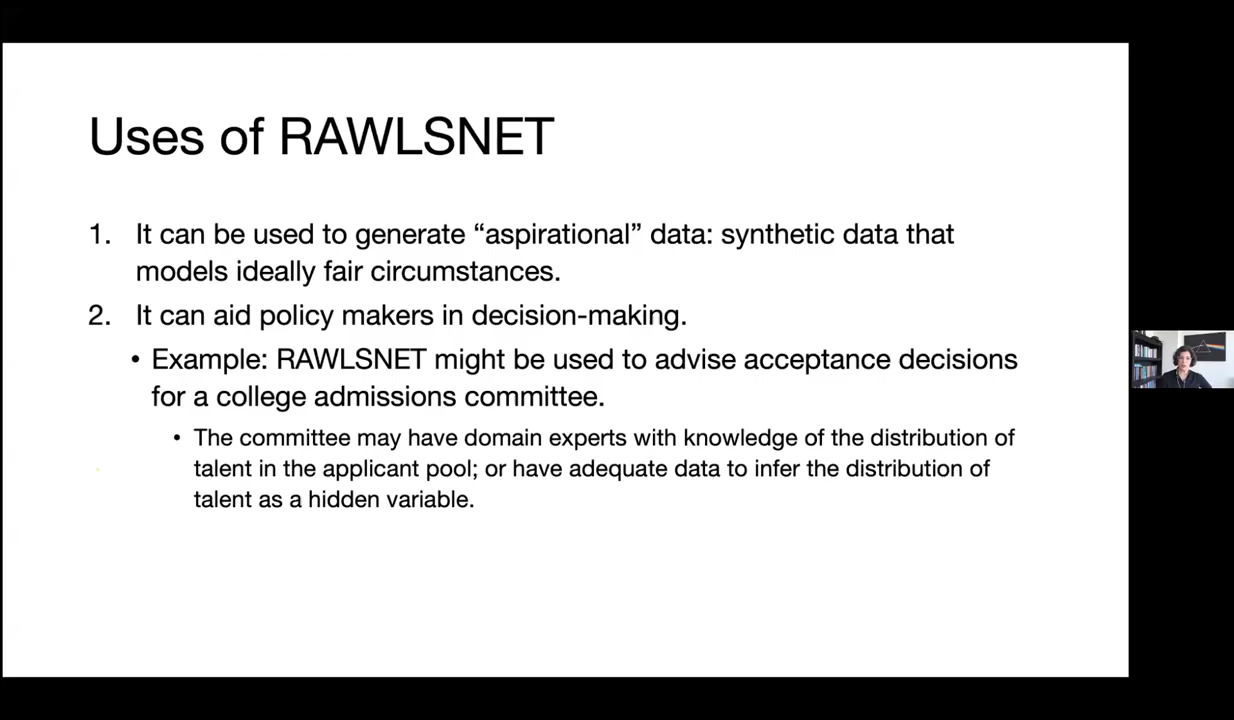 Uses of RAWLSNET
1. It can be used to generate “aspirational” data: synthetic data that
models ideally fair circumstances.
2. It can aid policy makers in decision-making.
• Example: RAWLSNET might be used to advise acceptance decisions
for a college admissions committee.
• The committee may have domain experts with knowledge of the distribution of
talent in the applicant pool; or have adequate data to infer the distribution of
talent as a hidden variable.